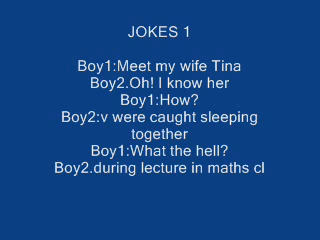 JOKES 1
Boy1:Meet my wife Tina
Boy2.Oh! I know her
Boy1:How?
Boy2:v were caught sleeping
together
Boy1:What the hell?
Boy2.during lecture in maths cl